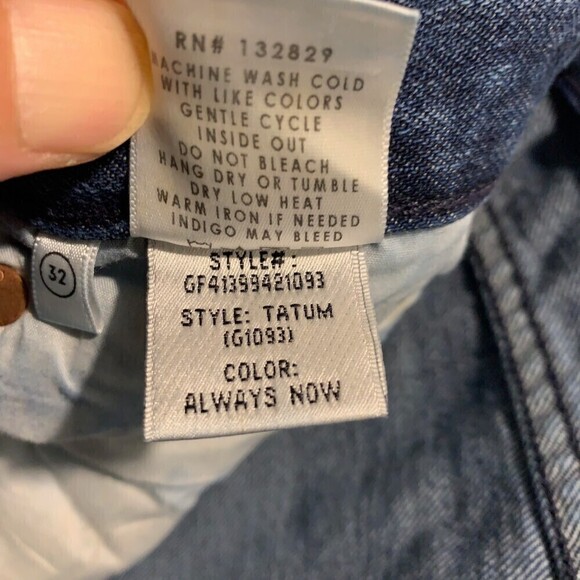 RN# 132829
MACHINE WASH COLD
WITH LIKE COLORS
GENTLE CYCLE
INSIDE OUT
DO NOT BLEACH
HANG DRY OR TUMBLE
DRY LOW HEAT
WARM IRON IF NEEDED
INDIGO MAY BLEED
32
STYLE#:
GF41399421093
STYLE: TATUM
(G1093)
COLOR:
ALWAYS NOW